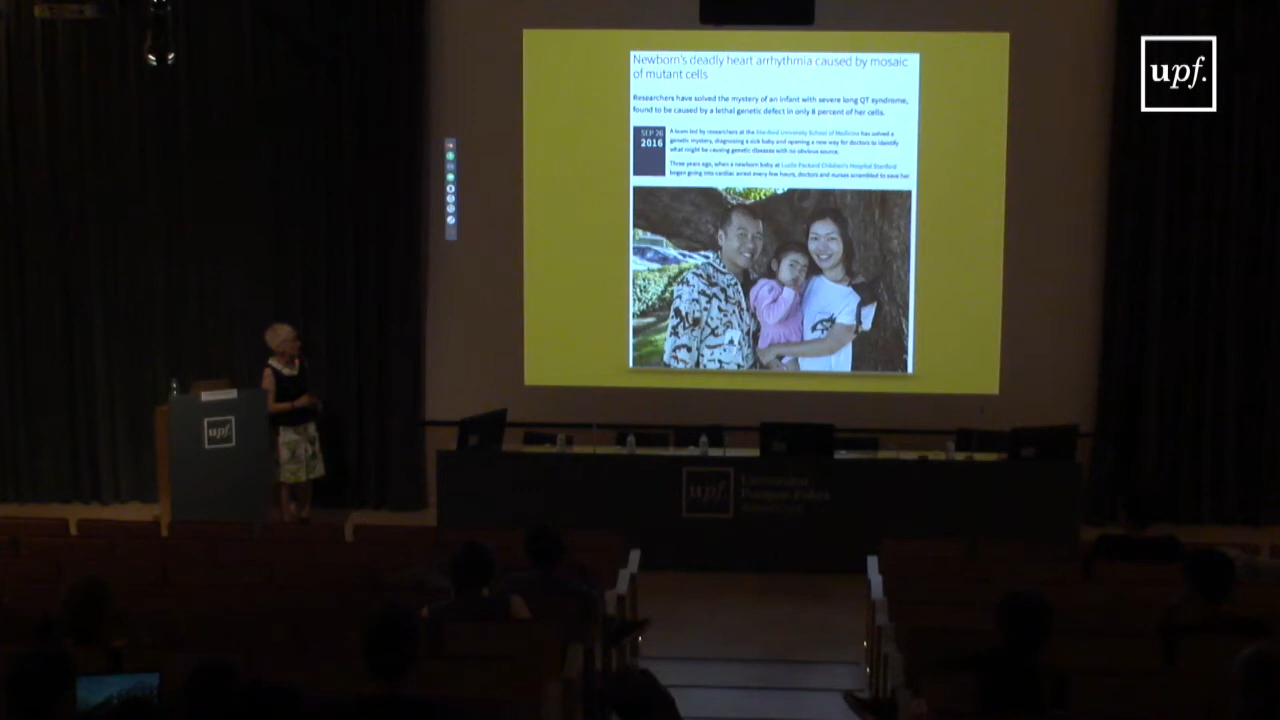 Newborn's deadly heart arrhythmia caused by mosaic
of mutant cells
Researchers have solved the mystery of an infant with severe long QT syndrome,
found to be caused by a lethal genetic defect in only 8 percent of her cells.
SEP 26
2016
A team led by researchers at the Stanford University School of Medicine has solved a
genetic mystery, diagnosing a sick baby and opening a new way for doctors to identify
what might be causing genetic diseases with no obvious source.
Three years ago, when a newborn baby at Lucile Packard Children's Hospital Stanford
began going into cardiac arrest every few hours, doctors and nurses scrambled to save her
upf.
upf.
upf.
Universitat
Pompeu Fabra
Barcelona